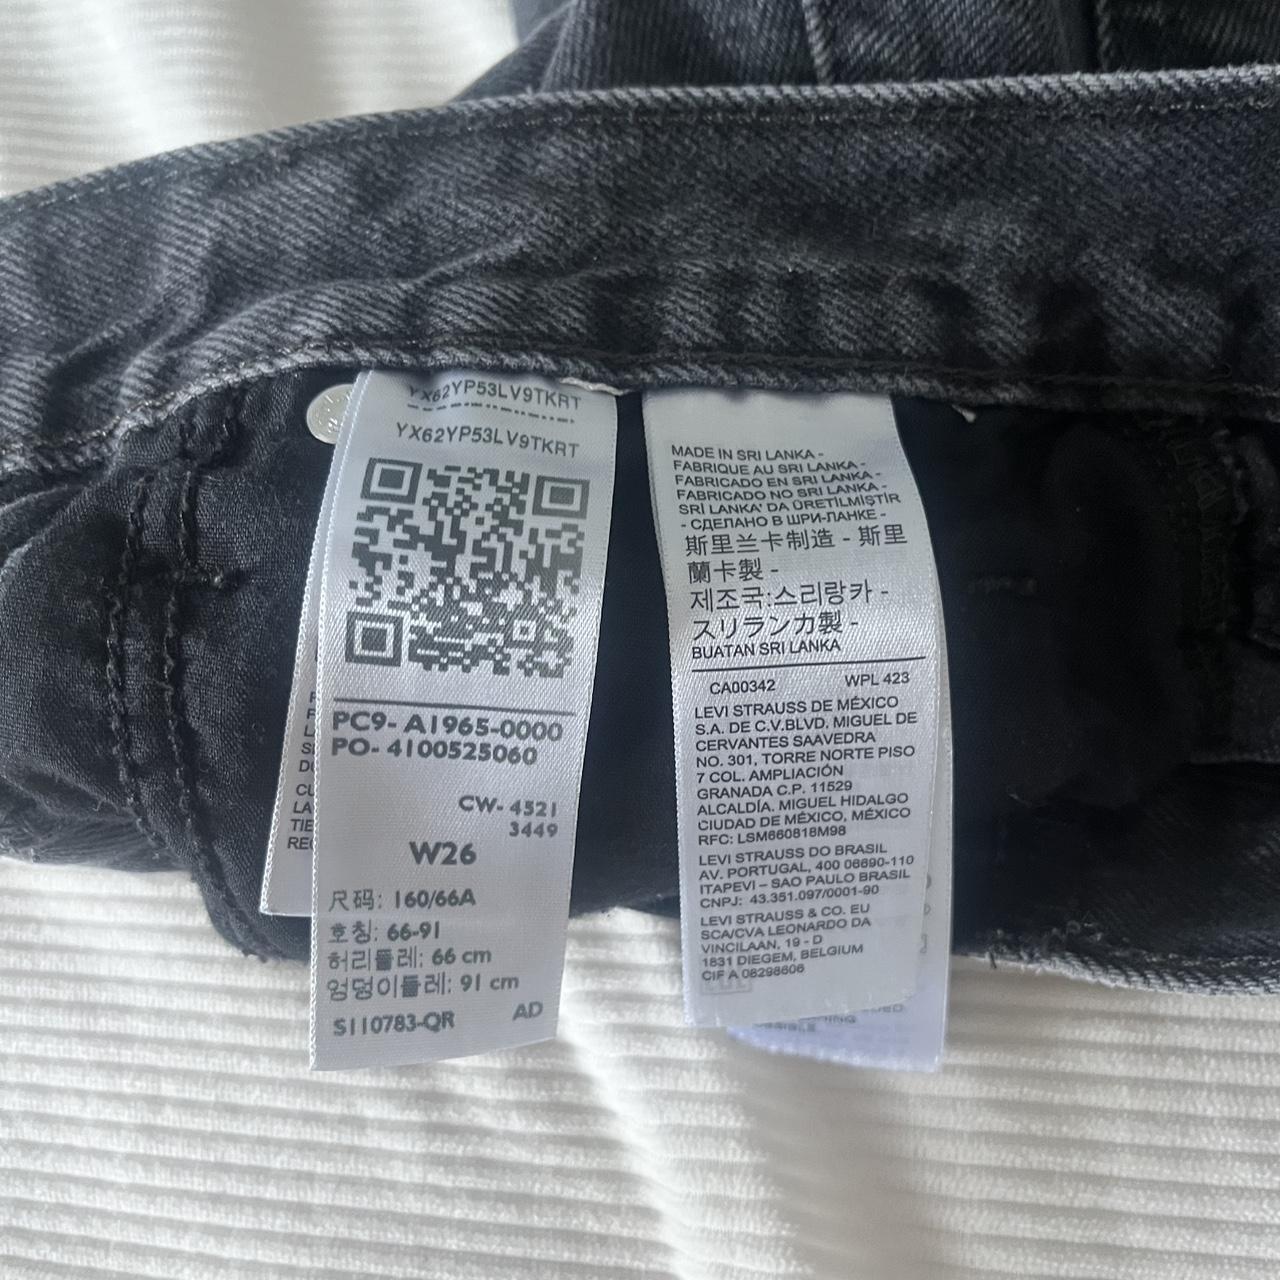 YX62YP53LV9TKRT
YX62YP53LV9TKRT
PC9- A1965-0000
PO- 4100525060
CW- 4521
3449
W26
尺码: 160/66A
호칭: 66-91
허리둘레: 66 cm
엉덩이둘레: 91 cm
S110783-QR AD
MADE IN SRI LANKA -
FABRIQUE AU SRI LANKA -
FABRICADO EN SRI LANKA -
FABRICADO NO SRI LANKA -
SRİ LANKA' DA ÜRETİLMİŞTİR
- СДЕЛАНО В ШРИ-ЛАНКЕ -
斯里兰卡制造 - 斯里
蘭卡製 -
제조국:스리랑카 -
スリランカ製 -
BUATAN SRI LANKA
CA00342 WPL 423
LEVI STRAUSS DE MÉXICO
S.A. DE C.V.BLVD. MIGUEL DE
CERVANTES SAAVEDRA
NO. 301, TORRE NORTE PISO
7 COL. AMPLIACIÓN
GRANADA C.P. 11529
ALCALDÍA. MIGUEL HIDALGO
CIUDAD DE MÉXICO, MÉXICO
RFC: LSM660818M98
LEVI STRAUSS DO BRASIL
AV. PORTUGAL, 400 06690-110
ITAPEVI – SAO PAULO BRASIL
CNPJ: 43.351.097/0001-90
LEVI STRAUSS & CO. EU
SCA/CVA LEONARDO DA
VINCILAAN, 19 - D
1831 DIEGEM, BELGIUM
CIF A 08298606